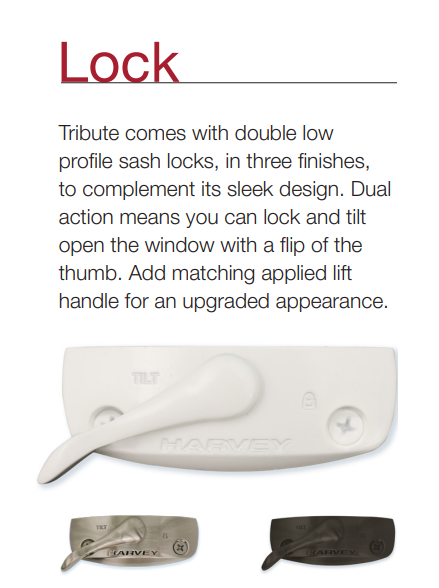 Lock
Tribute comes with double low
profile sash locks, in three finishes,
to complement its sleek design. Dual
action means you can lock and tilt
open the window with a flip of the
thumb. Add matching applied lift
handle for an upgraded appearance.
TILT
HARVEY
TILT
HARVEY
TILT
HARVEY